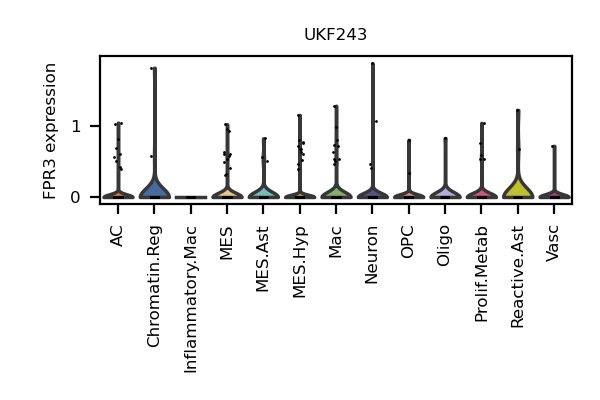 UKF243
FPR3 expression
1
0
AC
Chromatin.Reg
Inflammatory.Mac
MES
MES.Ast
MES.Hyp
Mac
Neuron
OPC
Oligo
Prolif.Metab
Reactive.Ast
Vasc